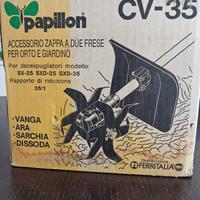 papillon
CV-35
ACCESSORIO ZAPPA A DUE FRESE
PER ORTO E GIARDINO
Per decespugliatori modello:
SX-25 SXD-25 SXD-35
Rapporto di riduzione
35/1
• VANGA
• ARA
• SARCHIA
• DISSODA
FERRITALIA